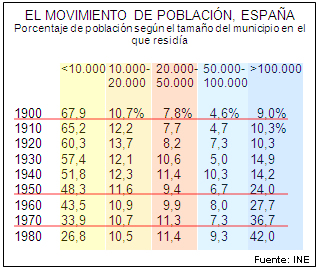 EL MOVIMIENTO DE POBLACIÓN, ESPAÑA
Porcentaje de población según el tamaño del municipio en el
que residía
<10.000 10.000-20.000 20.000-50.000 50.000-100.000 >100.000
1900 67,9 10,7% 7,8% 4,6% 9,0%
1910 65,2 12,2 7,7 4,7 10,3%
1920 60,3 13,7 8,2 7,3 10,3
1930 57,4 12,1 10,6 5,0 14,9
1940 51,8 12,3 11,4 10,3 14,2
1950 48,3 11,6 9,4 6,7 24,0
1960 43,5 10,9 9,9 8,0 27,7
1970 33,9 10,7 11,3 7,3 36,7
1980 26,8 10,5 11,4 9,3 42,0
Fuente: INE